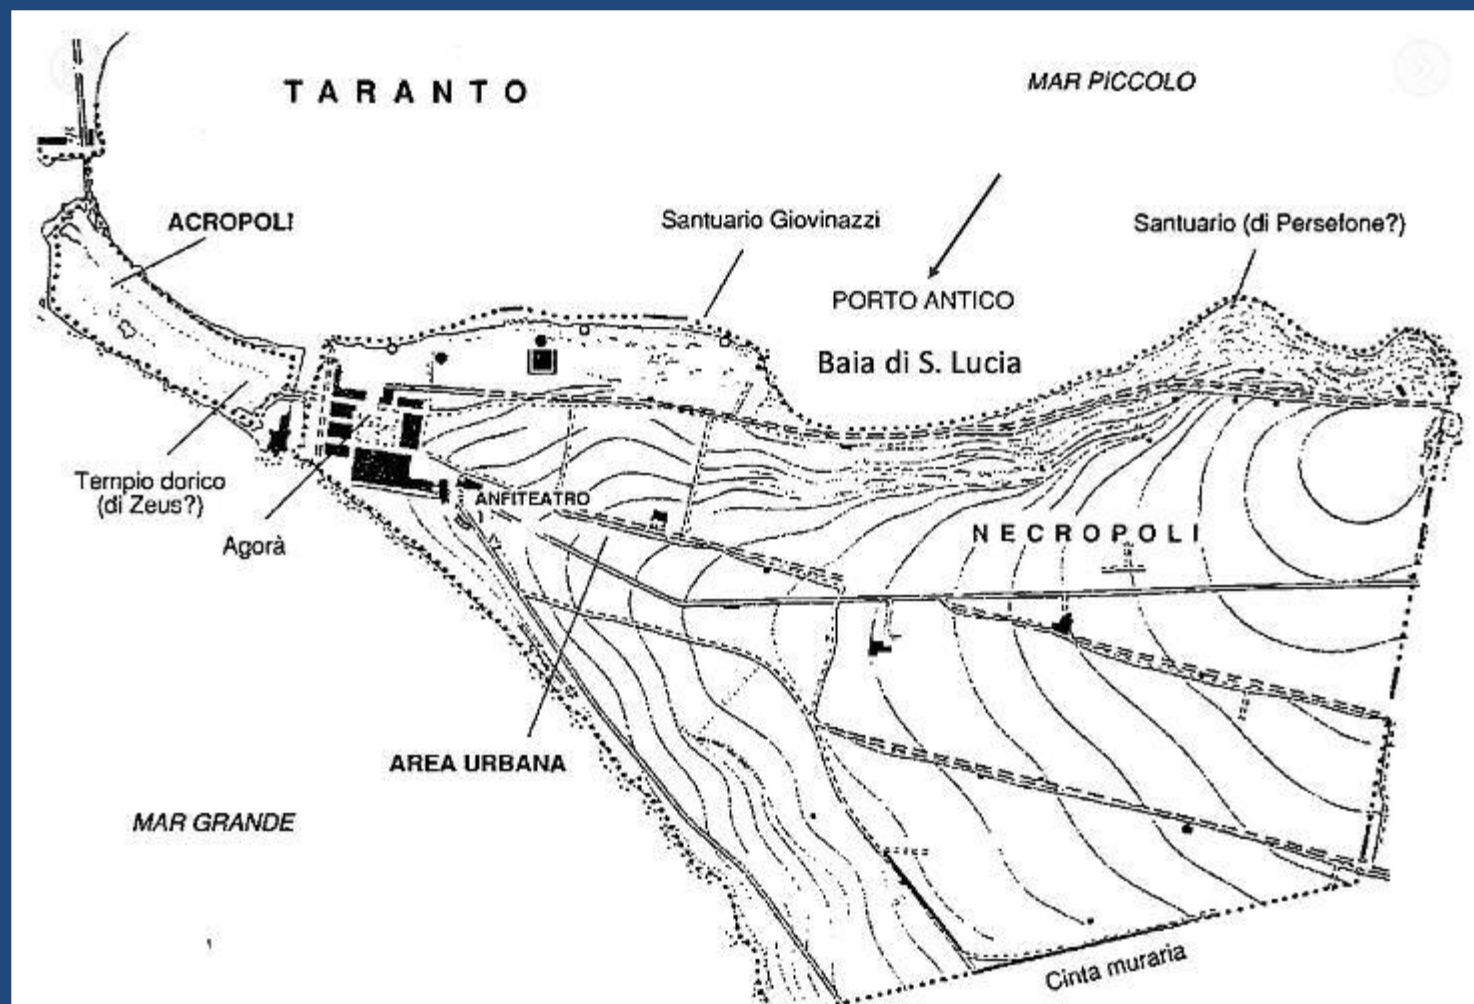 TARANTO
MAR PICCOLO
ACROPOLI
Santuario Giovinazzi
Santuario (di Persefone?)
PORTO ANTICO
Baia di S. Lucia
Tempio dorico
(di Zeus?)
Agorà
ANFITEATRO
NECROPOLI
AREA URBANA
MAR GRANDE
Cinta muraria